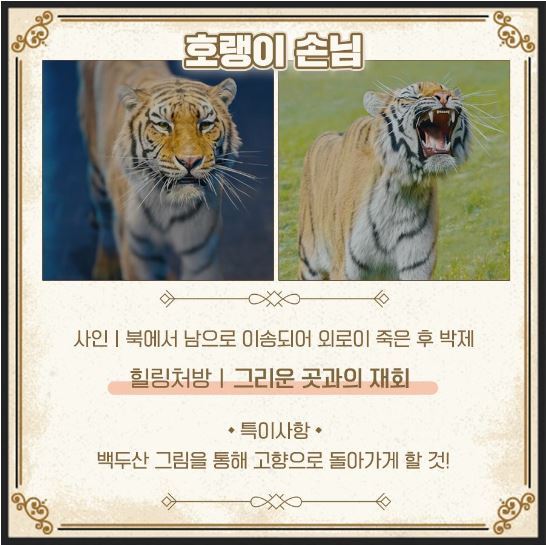 호랭이 손님
사인 | 북에서 남으로 이송되어 외로이 죽은 후 박제
힐링처방 | 그리운 곳과의 재회
• 특이사항 •
백두산 그림을 통해 고향으로 돌아가게 할 것!